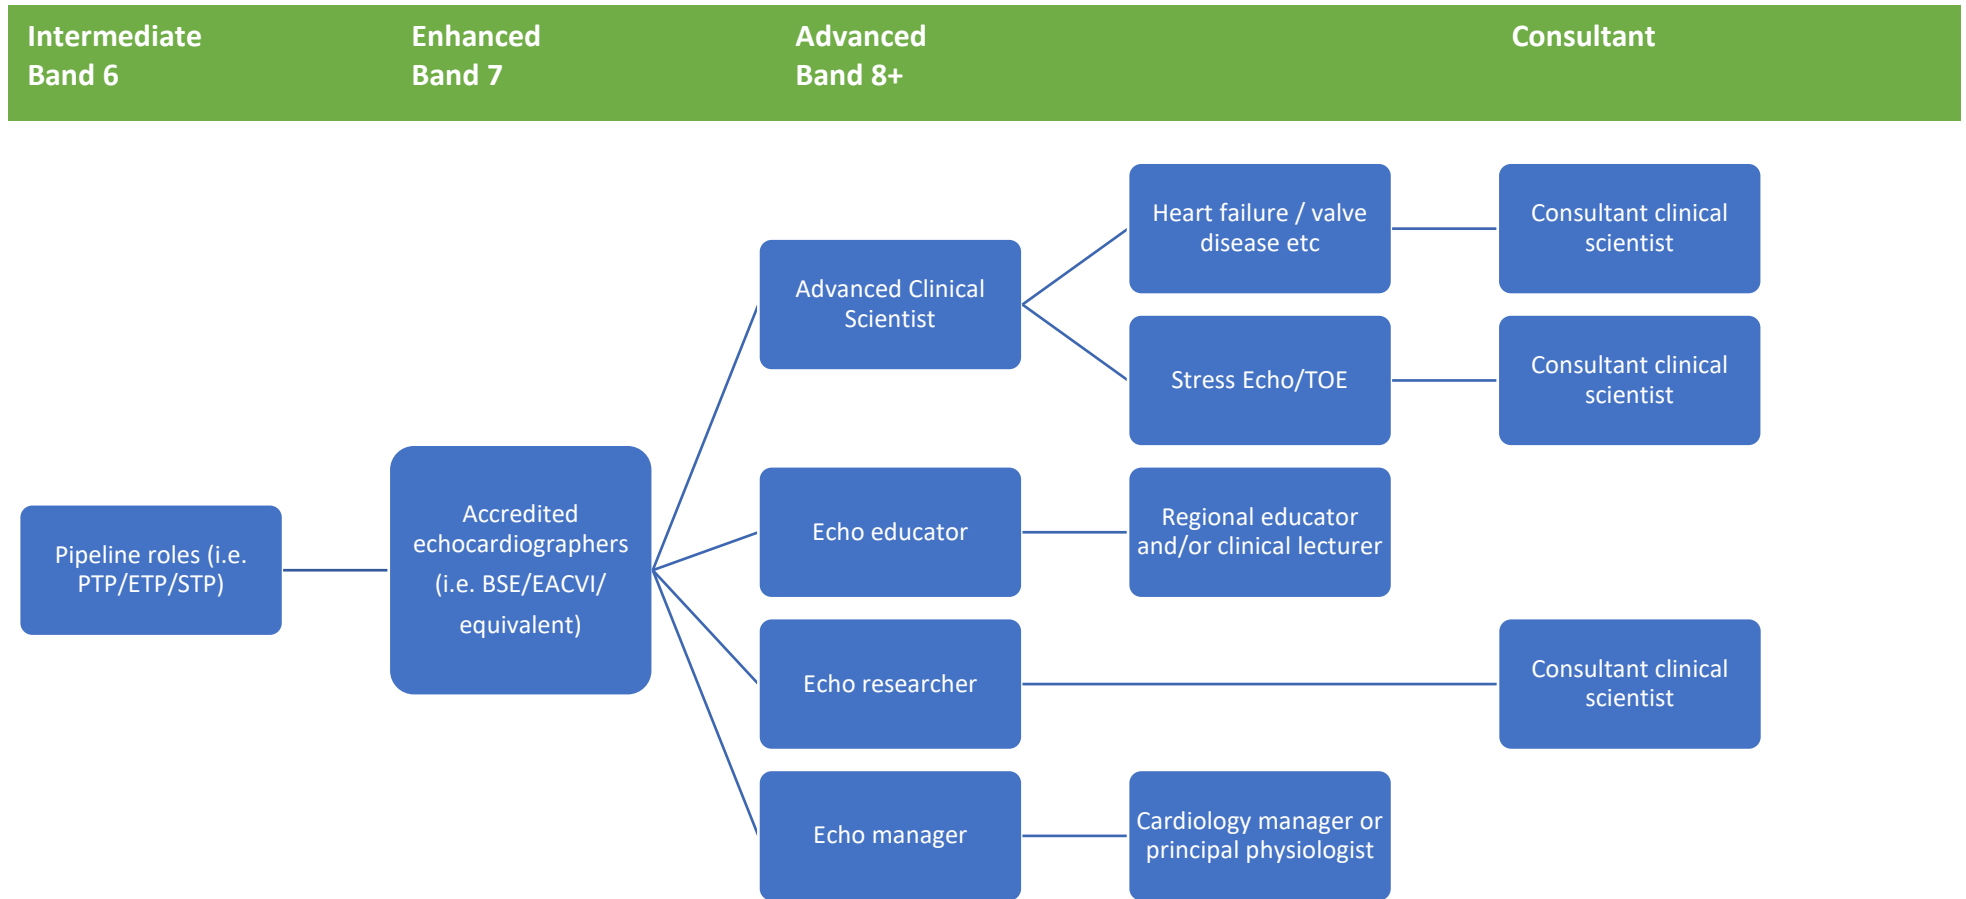 Intermediate
Band 6
Enhanced
Band 7
Advanced
Band 8+
Consultant
Pipeline roles (i.e.
PTP/ETP/STP)
Accredited
echocardiographers
(i.e. BSE/EACVI/
equivalent)
Advanced Clinical
Scientist
Heart failure / valve
disease etc
Consultant clinical
scientist
Stress Echo/TOE
Consultant clinical
scientist
Echo educator
Regional educator
and/or clinical lecturer
Echo researcher
Consultant clinical
scientist
Echo manager
Cardiology manager or
principal physiologist